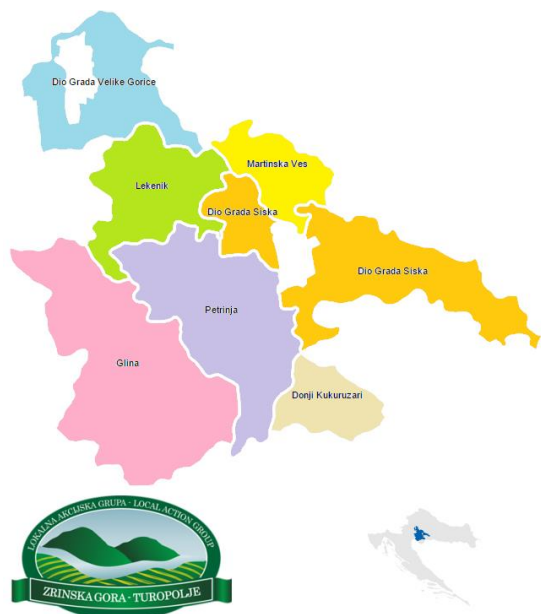 Dio Grada Velike Gorice
Martinska Ves
Lekenik
Dio Grada Siska
Dio Grada Siska
Petrinja
Glina
Donji Kukuruzari
LOKALNA AKCIJSKA GRUPA - LOCAL ACTION GROUP
ZRINSKA GORA - TUROPOLJE